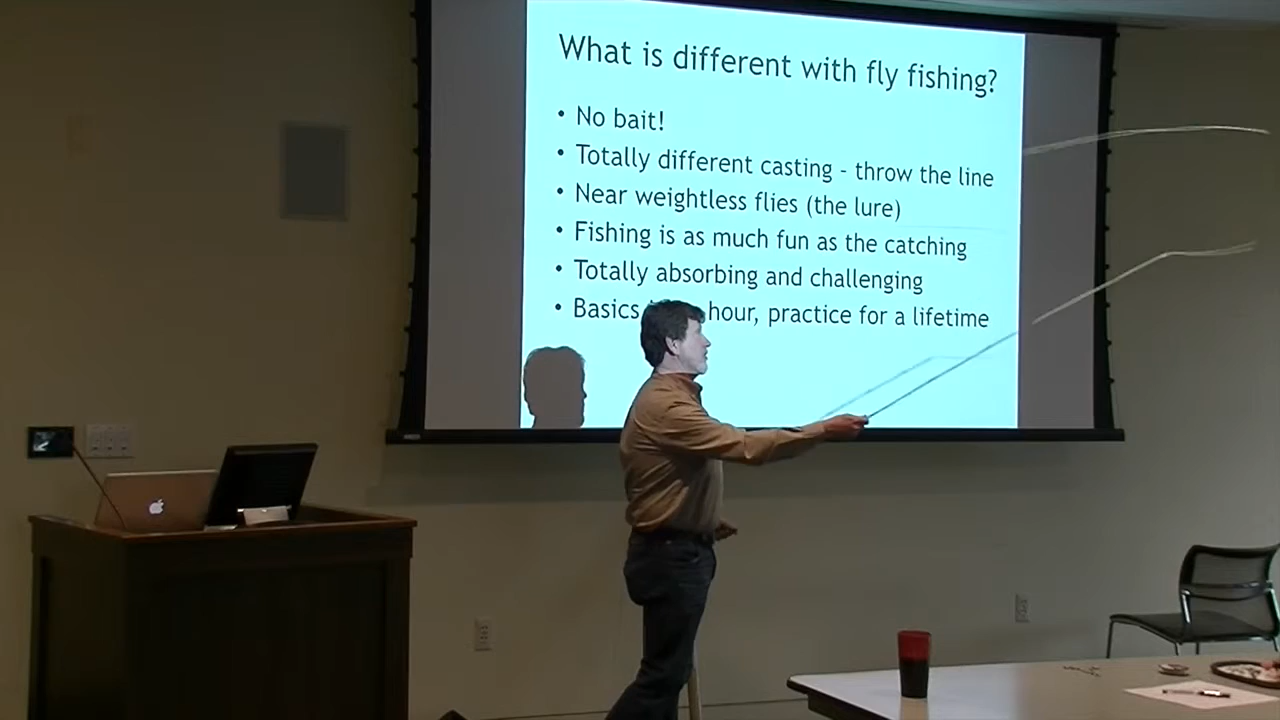 What is different with fly fishing?
• No bait!
• Totally different casting - throw the line
• Near weightless flies (the lure)
• Fishing is as much fun as the catching
• Totally absorbing and challenging
• Basics hour, practice for a lifetime